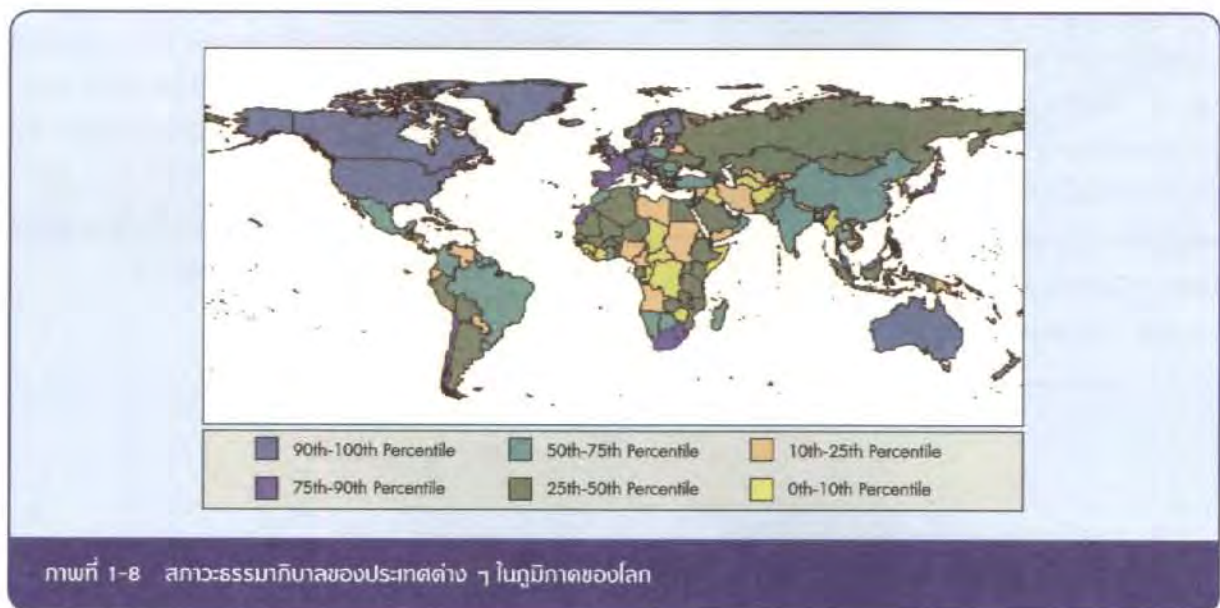 90th-100th Percentile 50th-75th Percentile 10th-25th Percentile
75th-90th Percentile 25th-50th Percentile 0th-10th Percentile
ภาพที่ 1-8 สภาวะธรรมาภิบาลของประเทศต่าง ๆ ในภูมิภาคของโลก